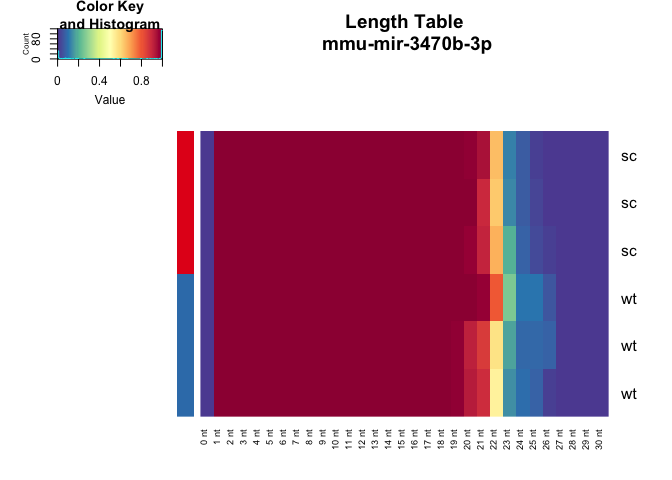 Color Key
and Histogram
Count
0 80
0 0.4 0.8
Value
Length Table
mmu-mir-3470b-3p
sc
sc
sc
wt
wt
wt
0 nt
1 nt
2 nt
3 nt
4 nt
5 nt
6 nt
7 nt
8 nt
9 nt
10 nt
11 nt
12 nt
13 nt
14 nt
15 nt
16 nt
17 nt
18 nt
19 nt
20 nt
21 nt
22 nt
23 nt
24 nt
25 nt
26 nt
27 nt
28 nt
29 nt
30 nt